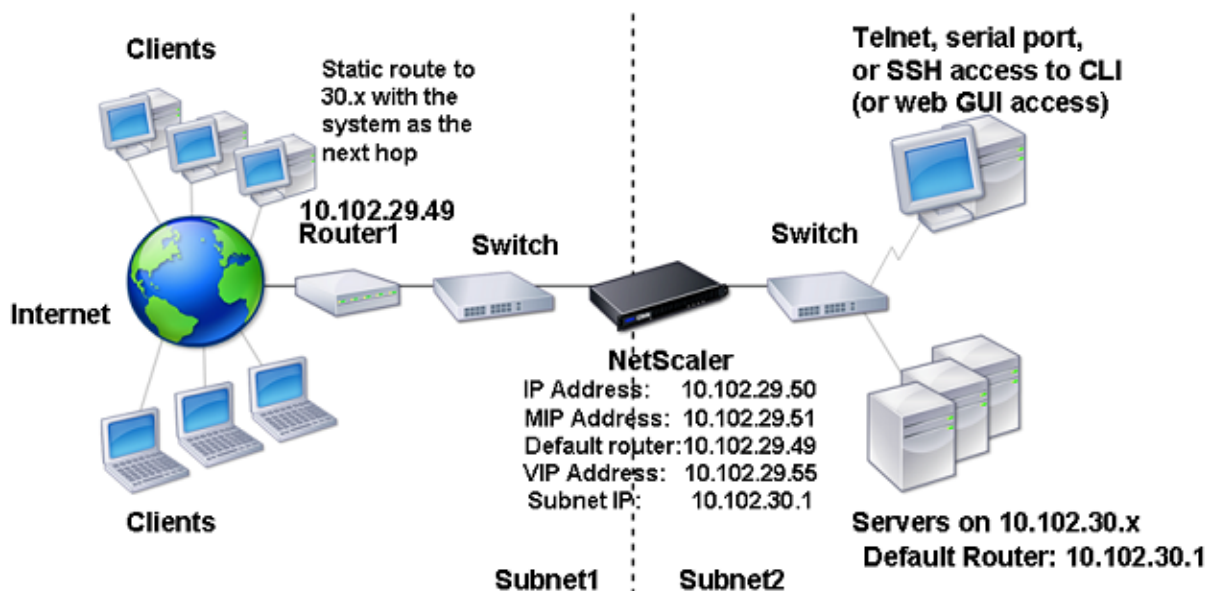 Clients
Static route to
30.x with the
system as the
next hop
10.102.29.49
Router1
Switch
Internet
Clients
Telnet, serial port,
or SSH access to CLI
(or web GUI access)
Switch
NetScaler
IP Address: 10.102.29.50
MIP Address: 10.102.29.51
Default router: 10.102.29.49
VIP Address: 10.102.29.55
Subnet IP: 10.102.30.1
Servers on 10.102.30.x
Default Router: 10.102.30.1
Subnet1
Subnet2